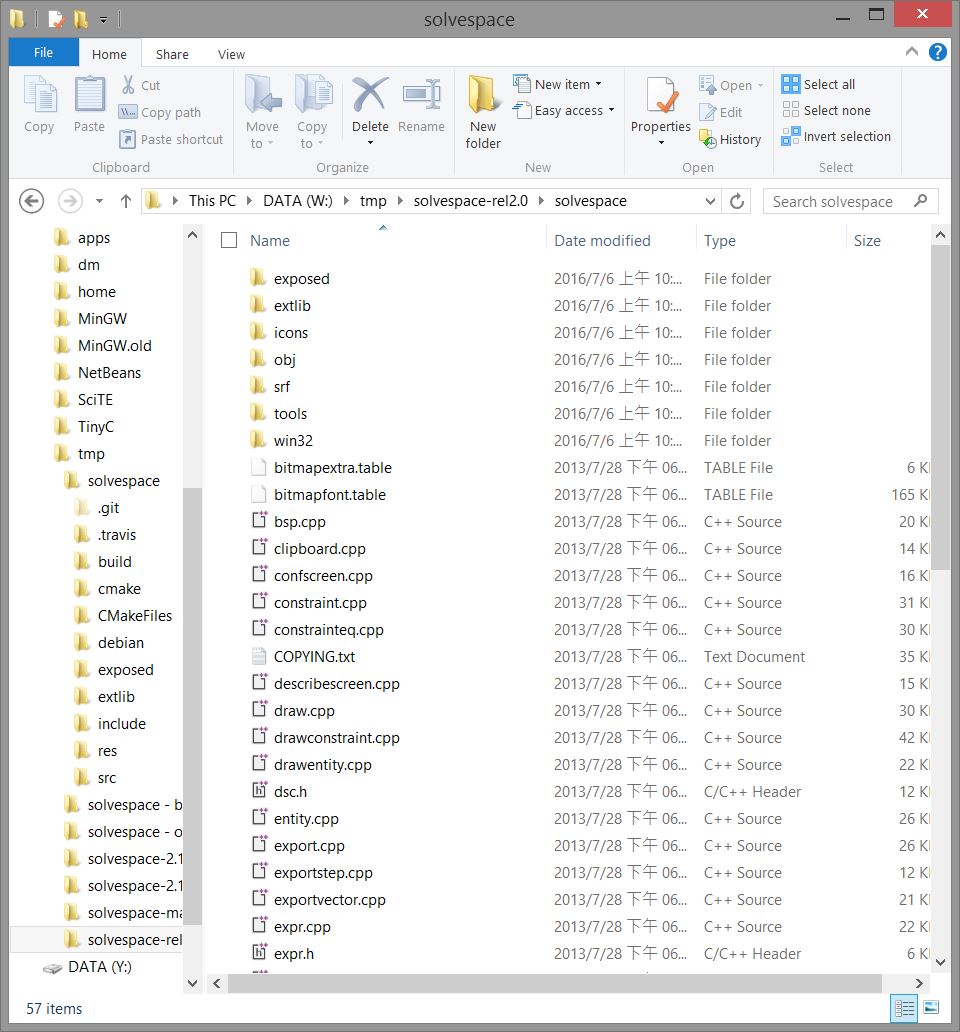 solvespace
File Home Share View
Copy Paste Cut Copy path Paste shortcut Clipboard
Move to Copy to Delete Rename Organize
New folder New item Easy access New
Properties Open Edit History Open
Select all Select none Invert selection Select
This PC DATA (W:) tmp solvespace-rel2.0 solvespace Search solvespace
apps
dm
home
MinGW
MinGW.old
NetBeans
SciTE
TinyC
tmp
solvespace
.git
.travis
build
cmake
CMakeFiles
debian
exposed
extlib
include
res
src
solvespace - b
solvespace - o
solvespace-2.1
solvespace-2.1
solvespace-ma
solvespace-rel
DATA (Y:)
Name Date modified Type Size
exposed 2016/7/6 上午 10:... File folder
extlib 2016/7/6 上午 10:... File folder
icons 2016/7/6 上午 10:... File folder
obj 2016/7/6 上午 10:... File folder
srf 2016/7/6 上午 10:... File folder
tools 2016/7/6 上午 10:... File folder
win32 2016/7/6 上午 10:... File folder
bitmapextra.table 2013/7/28 下午 06... TABLE File 6 K
bitmapfont.table 2013/7/28 下午 06... TABLE File 165 K
bsp.cpp 2013/7/28 下午 06... C++ Source 20 K
clipboard.cpp 2013/7/28 下午 06... C++ Source 14 K
confscreen.cpp 2013/7/28 下午 06... C++ Source 16 K
constraint.cpp 2013/7/28 下午 06... C++ Source 31 K
constrainteq.cpp 2013/7/28 下午 06... C++ Source 30 K
COPYING.txt 2013/7/28 下午 06... Text Document 35 K
describescreen.cpp 2013/7/28 下午 06... C++ Source 15 K
draw.cpp 2013/7/28 下午 06... C++ Source 30 K
drawconstraint.cpp 2013/7/28 下午 06... C++ Source 42 K
drawentity.cpp 2013/7/28 下午 06... C++ Source 22 K
dsc.h 2013/7/28 下午 06... C/C++ Header 12 K
entity.cpp 2013/7/28 下午 06... C++ Source 26 K
export.cpp 2013/7/28 下午 06... C++ Source 26 K
exportstep.cpp 2013/7/28 下午 06... C++ Source 12 K
exportvector.cpp 2013/7/28 下午 06... C++ Source 21 K
expr.cpp 2013/7/28 下午 06... C++ Source 22 K
expr.h 2013/7/28 下午 06... C/C++ Header 6 K
57 items